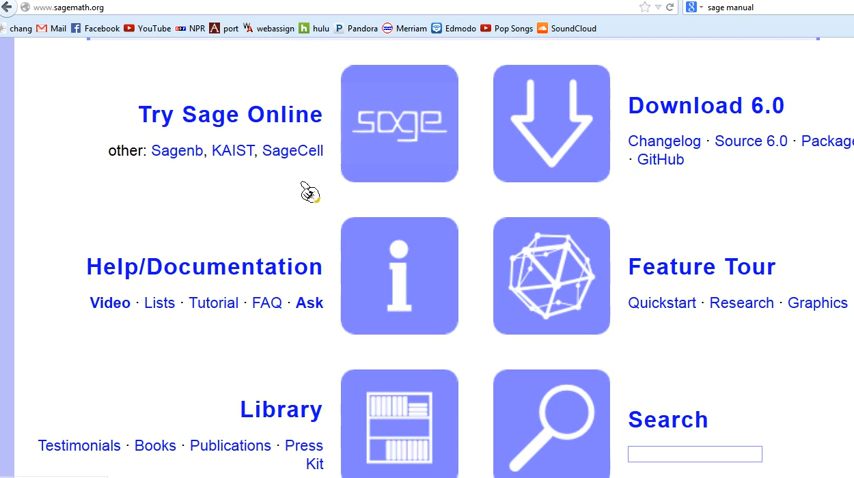 www.sagemath.org
sage manual
chang Mail Facebook YouTube NPR port webassign hulu Pandora Merriam Edmodo Pop Songs SoundCloud
Try Sage Online
other: Sagenb, KAIST, SageCell
sage
Download 6.0
Changelog · Source 6.0 · Package
· GitHub
Help/Documentation
Video · Lists · Tutorial · FAQ · Ask
Feature Tour
Quickstart · Research · Graphics
Library
Testimonials · Books · Publications · Press
Kit
Search